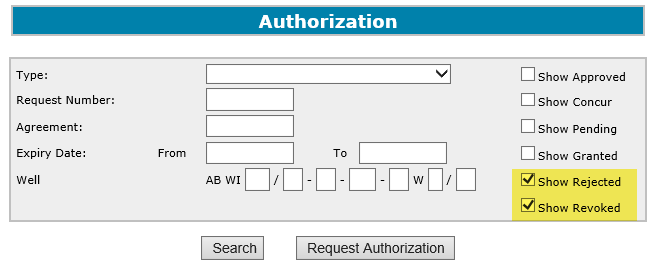 Authorization
Type: Show Approved
Request Number: Show Concur
Agreement: Show Pending
Expiry Date: From To Show Granted
Well AB WI / - - - W / Show Rejected
Show Revoked
Search Request Authorization